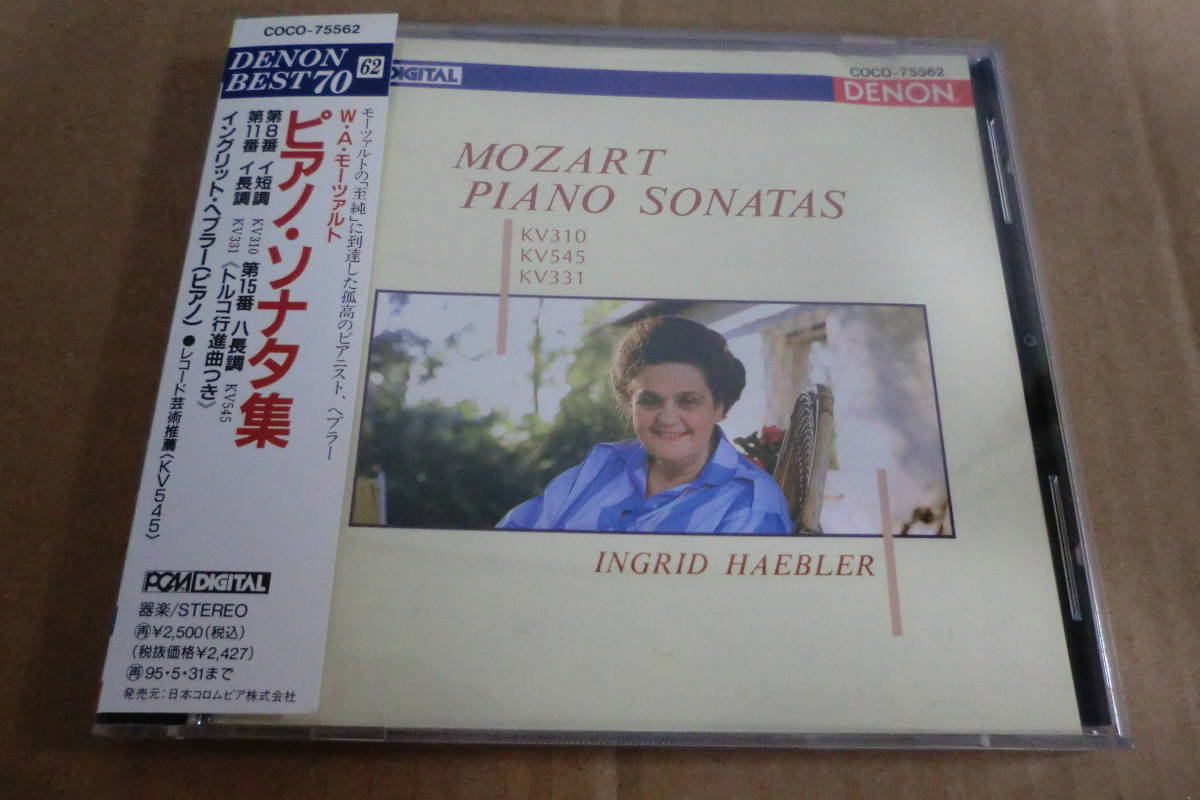 COCO-75562
DENON
BEST 70
62
モーツァルトの「至純」に到達した孤高のピアニスト、ヘブラー
W・A・モーツァルト
ピアノ・ソナタ集
第8番 イ短調 KV310 第15番 ハ長調 KV545
第11番 イ長調 KV331《トルコ行進曲つき》
イングリット・ヘブラー(ピアノ) ●レコード芸術推薦〈KV545〉
PCM DIGITAL
器楽/STEREO
再¥2,500(税込)
(税抜価格¥2,427)
再95・5・31まで
発売元:日本コロムビア株式会社
DIGITAL
COCO-75562
DENON
MOZART
PIANO SONATAS
KV310
KV545
KV331
INGRID HAEBLER